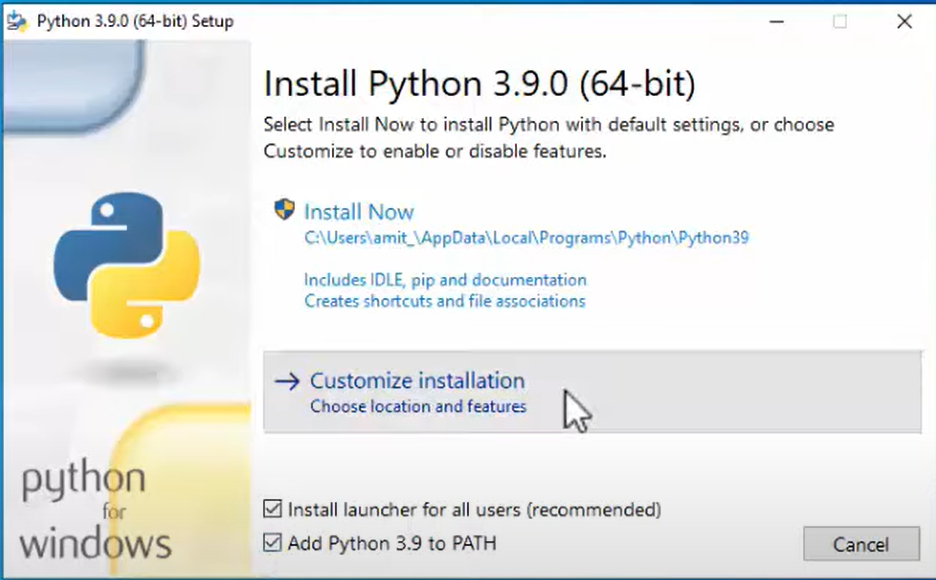 Python 3.9.0 (64-bit) Setup
Install Python 3.9.0 (64-bit)
Select Install Now to install Python with default settings, or choose
Customize to enable or disable features.
Install Now
C:\Users\amit_\AppData\Local\Programs\Python\Python39
Includes IDLE, pip and documentation
Creates shortcuts and file associations
Customize installation
Choose location and features
python
for
windows
Install launcher for all users (recommended)
Add Python 3.9 to PATH
Cancel